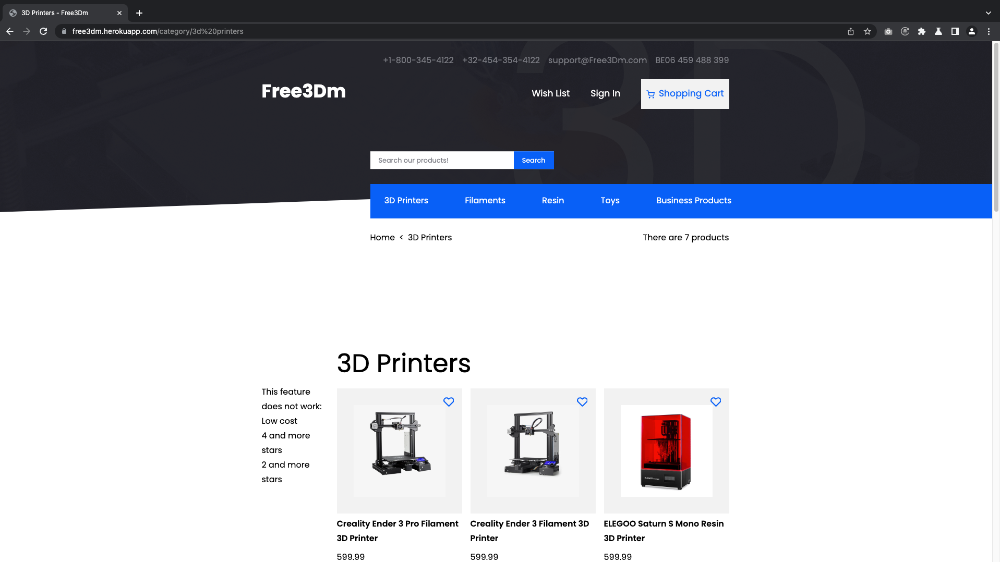 3D Printers - Free3Dm
free3dm.herokuapp.com/category/3d%20printers
+1-800-345-4122 +32-454-354-4122 support@Free3Dm.com BE06 459 488 399
Free3Dm
Wish List Sign In Shopping Cart
Search our products! Search
3D Printers Filaments Resin Toys Business Products
Home < 3D Printers There are 7 products
3D
3D Printers
This feature
does not work:
Low cost
4 and more
stars
2 and more
stars
ELEGOO
Creality Ender 3 Pro Filament
3D Printer
599.99
Creality Ender 3 Filament 3D
Printer
599.99
ELEGOO Saturn S Mono Resin
3D Printer
599.99